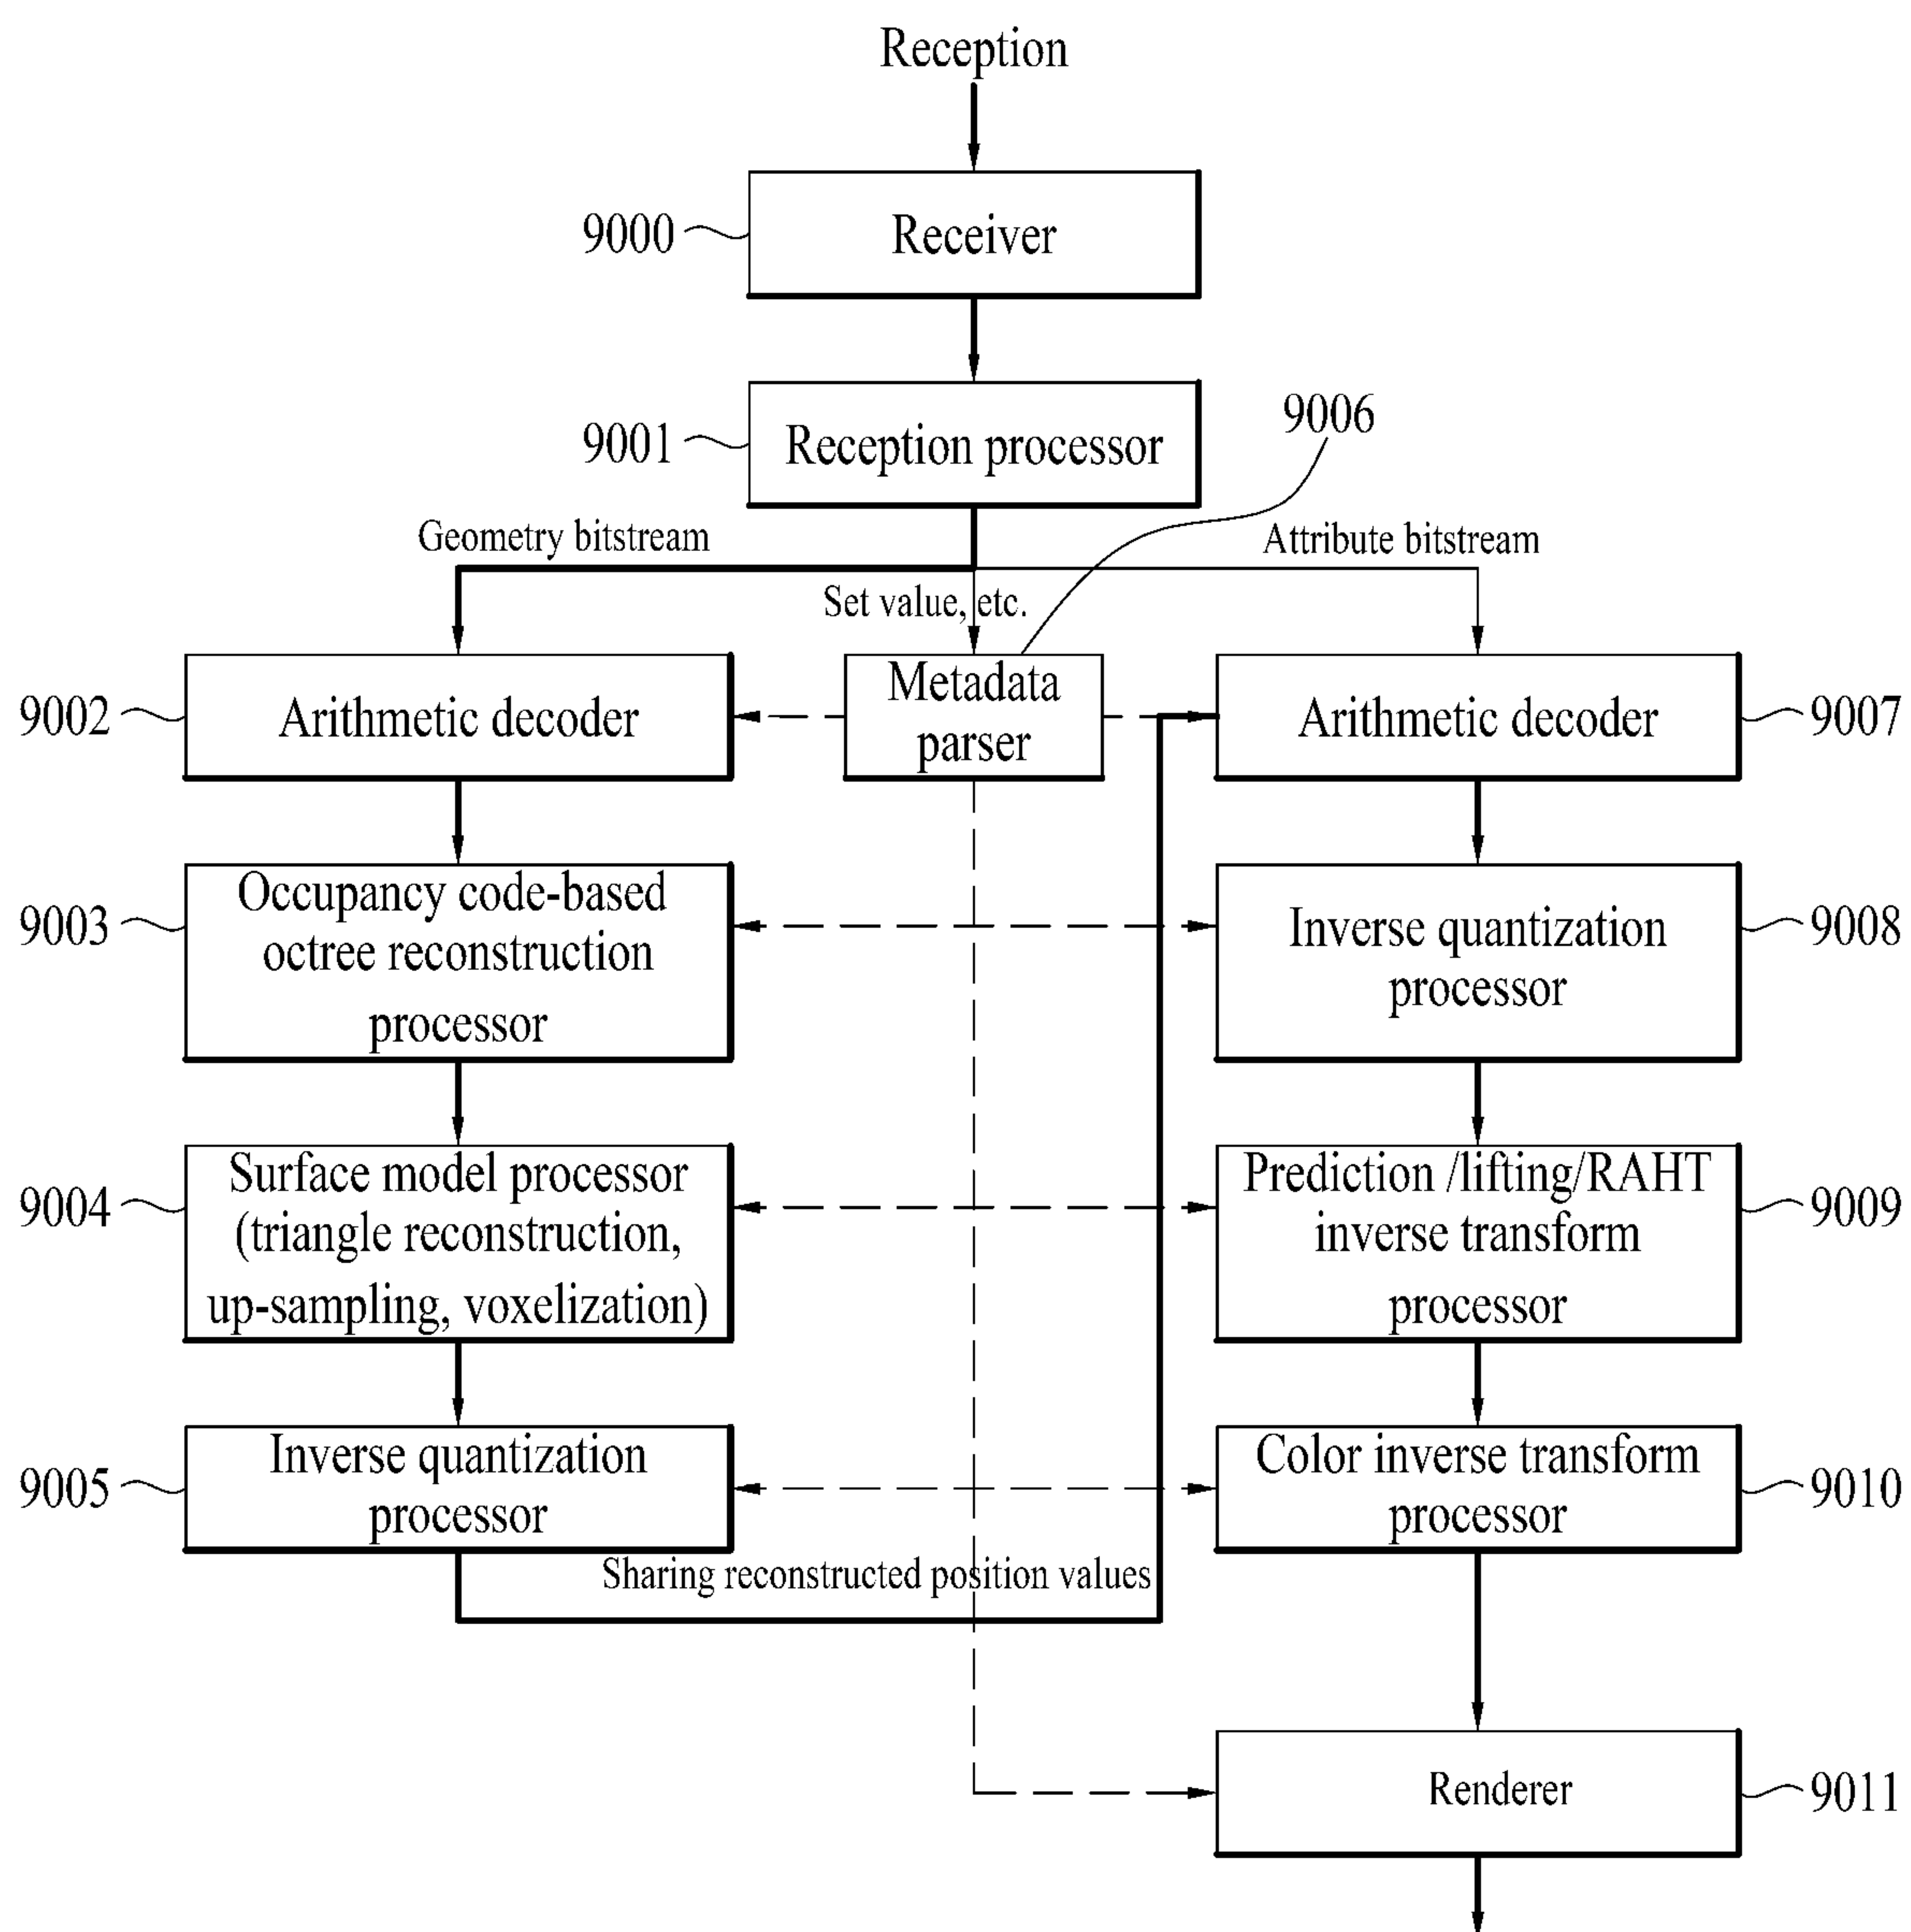 Reception
9000
Receiver
9001
Reception processor
9006
Geometry bitstream
Attribute bitstream
Set value, etc.
9002
Arithmetic decoder
Metadata
parser
Arithmetic decoder
9007
9003
Occupancy code-based
octree reconstruction
processor
Inverse quantization
processor
9008
9004
Surface model processor
(triangle reconstruction,
up-sampling, voxelization)
Prediction /lifting/RAHT
inverse transform
processor
9009
9005
Inverse quantization
processor
Color inverse transform
processor
9010
Sharing reconstructed position values
Renderer
9011